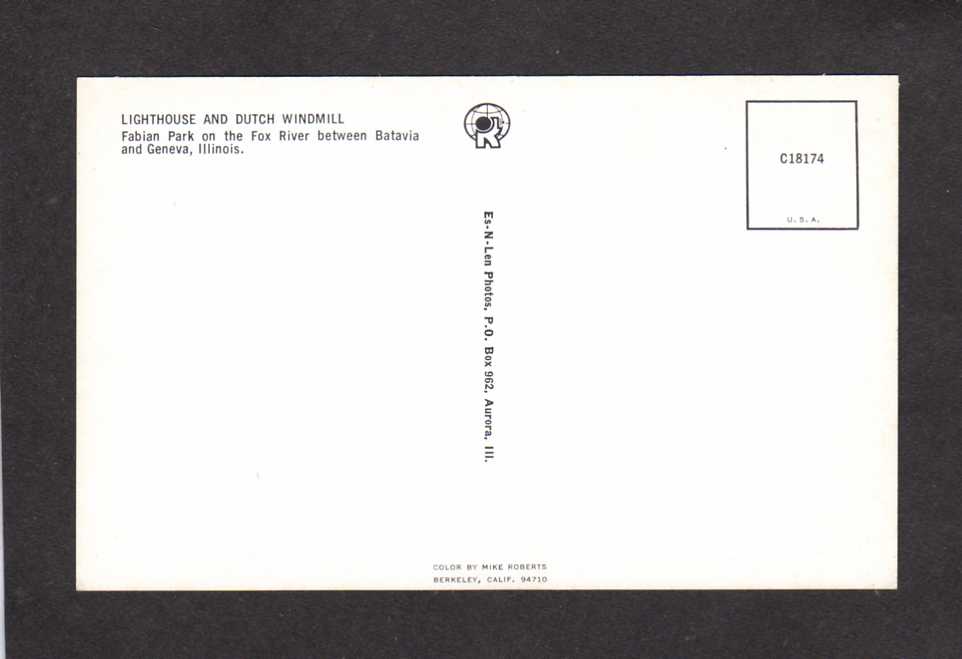 LIGHTHOUSE AND DUTCH WINDMILL
Fabian Park on the Fox River between Batavia
and Geneva, Illinois.
R
C18174
U.S.A.
Es-N-Len Photos, P.O. Box 962, Aurora, Ill.
COLOR BY MIKE ROBERTS
BERKELEY, CALIF. 94710